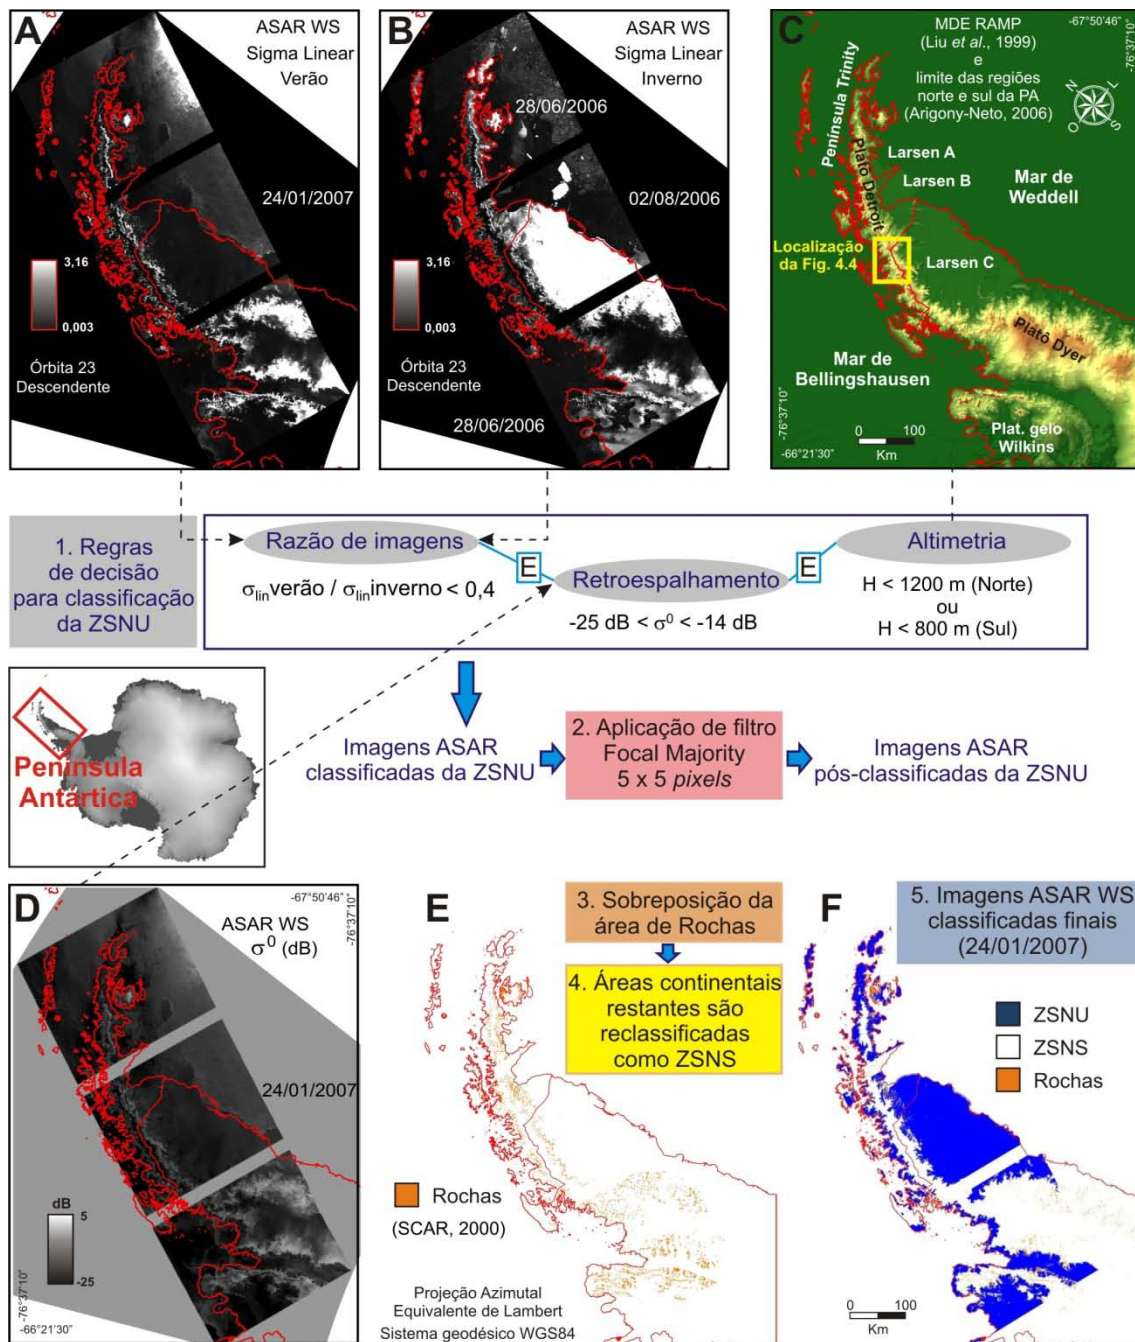 A
ASAR WS
Sigma Linear
Verão
24/01/2007
3,16
0,003
Órbita 23
Descendente
B
ASAR WS
Sigma Linear
Inverno
28/06/2006
02/08/2006
3,16
0,003
Órbita 23
Descendente
28/06/2006
C
MDE RAMP
(Liu et al., 1999)
e
limite das regiões
norte e sul da PA
(Arigony-Neto, 2006)
-67°50'46"
-76°37'10"
N
L
S
O
Península Trinity
Platô Detroit
Larsen A
Larsen B
Mar de
Weddell
Localização
da Fig. 4.4
Larsen C
Platô Dyer
Mar de
Bellingshausen
Plat. gelo
Wilkins
-76°37'10"
-66°21'30"
0 100
Km
1. Regras
de decisão
para classificação
da ZSNU
Razão de imagens
σlinverão / σlininverno < 0,4
E
Retroespalhamento
-25 dB < σ⁰ < -14 dB
E
Altimetria
H < 1200 m (Norte)
ou
H < 800 m (Sul)
Península
Antártica
Imagens ASAR
classificadas da ZSNU
2. Aplicação de filtro
Focal Majority
5 x 5 pixels
Imagens ASAR
pós-classificadas da ZSNU
D
-67°50'46"
-76°37'10"
ASAR WS
σ⁰ (dB)
24/01/2007
dB
5
-25
-76°37'10"
-66°21'30"
E
3. Sobreposição da
área de Rochas
4. Áreas continentais
restantes são
reclassificadas
como ZSNS
Rochas
(SCAR, 2000)
Projeção Azimutal
Equivalente de Lambert
Sistema geodésico WGS84
F
5. Imagens ASAR WS
classificadas finais
(24/01/2007)
ZSNU
ZSNS
Rochas
0 100
Km